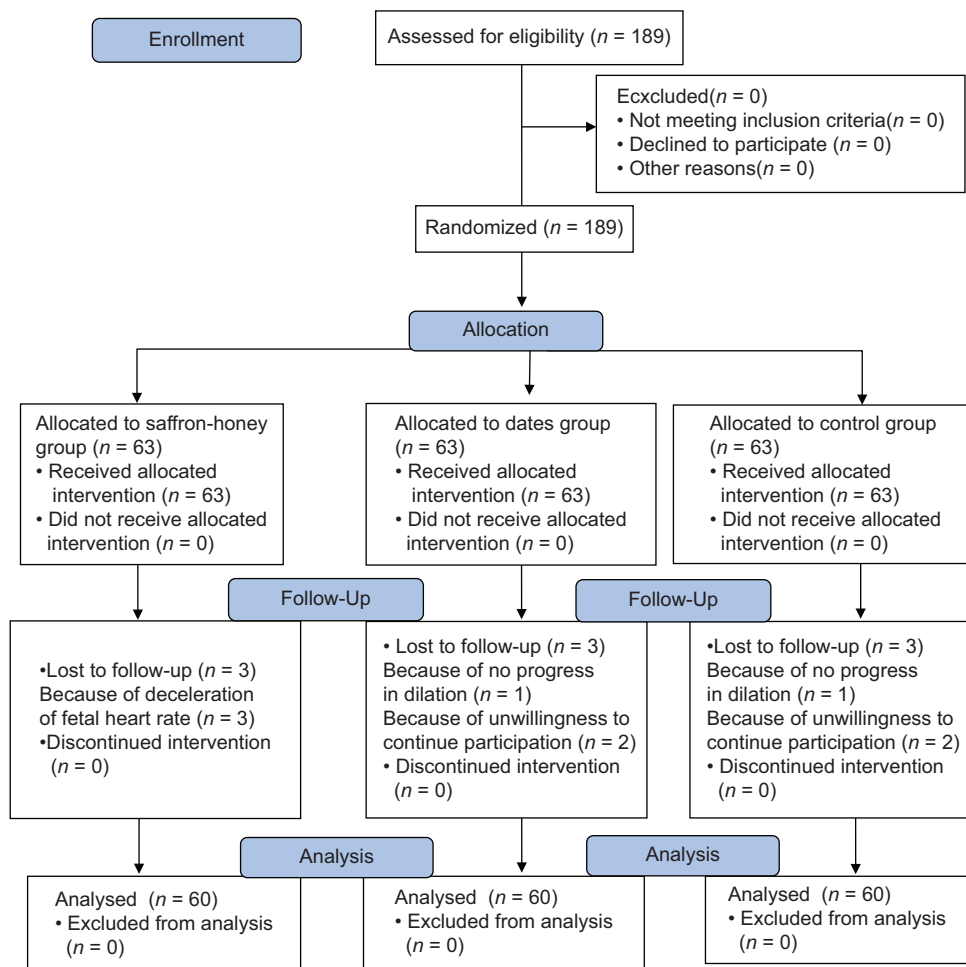 Enrollment
Assessed for eligibility (n = 189)
Ecxcluded(n = 0)
• Not meeting inclusion criteria(n = 0)
• Declined to participate (n = 0)
• Other reasons(n = 0)
Randomized (n = 189)
Allocation
Allocated to saffron-honey
group (n = 63)
• Received allocated
intervention (n = 63)
• Did not receive allocated
intervention (n = 0)
Allocated to dates group
(n = 63)
• Received allocated
intervention (n = 63)
• Did not receive allocated
intervention (n = 0)
Allocated to control group
(n = 63)
• Received allocated
intervention (n = 63)
• Did not receive allocated
intervention (n = 0)
Follow-Up
Follow-Up
•Lost to follow-up (n = 3)
Because of deceleration
of fetal heart rate (n = 3)
•Discontinued intervention
(n = 0)
• Lost to follow-up (n = 3)
Because of no progress
in dilation (n = 1)
Because of unwillingness to
continue participation (n = 2)
• Discontinued intervention
(n = 0)
•Lost to follow-up (n = 3)
Because of no progress
in dilation (n = 1)
Because of unwillingness to
continue participation (n = 2)
• Discontinued intervention
(n = 0)
Analysis
Analysis
Analysed (n = 60)
• Excluded from analysis
(n = 0)
Analysed (n = 60)
• Excluded from analysis
(n = 0)
Analysed (n = 60)
• Excluded from analysis
(n = 0)